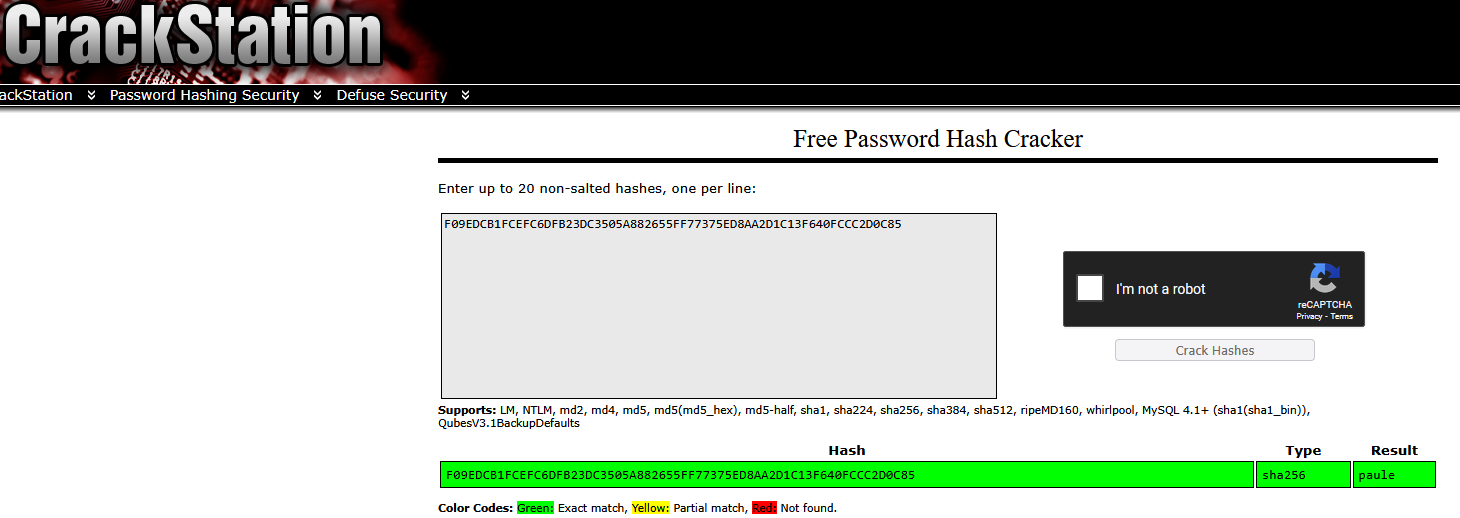 CrackStation
ackStation Password Hashing Security Defuse Security
Free Password Hash Cracker
Enter up to 20 non-salted hashes, one per line:
F09EDCB1FCEFC6DFB23DC3505A882655FF77375ED8AA2D1C13F640FCCC2D0C85
I'm not a robot
reCAPTCHA
Privacy - Terms
Crack Hashes
Supports: LM, NTLM, md2, md4, md5, md5(md5_hex), md5-half, sha1, sha224, sha256, sha384, sha512, ripeMD160, whirlpool, MySQL 4.1+ (sha1(sha1_bin)),
QubesV3.1BackupDefaults
Hash Type Result
F09EDCB1FCEFC6DFB23DC3505A882655FF77375ED8AA2D1C13F640FCCC2D0C85 sha256 paule
Color Codes: Green: Exact match, Yellow: Partial match, Red: Not found.